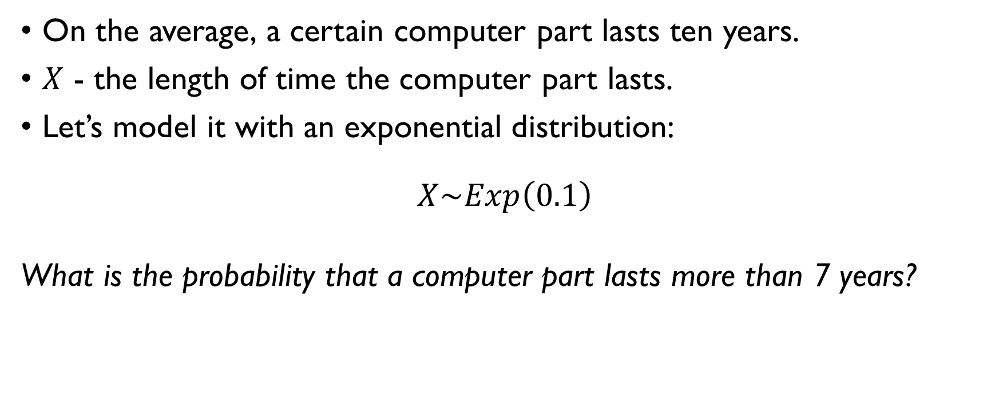 • On the average, a certain computer part lasts ten years.
• X - the length of time the computer part lasts.
• Let’s model it with an exponential distribution:
X~Exp(0.1)
What is the probability that a computer part lasts more than 7 years?